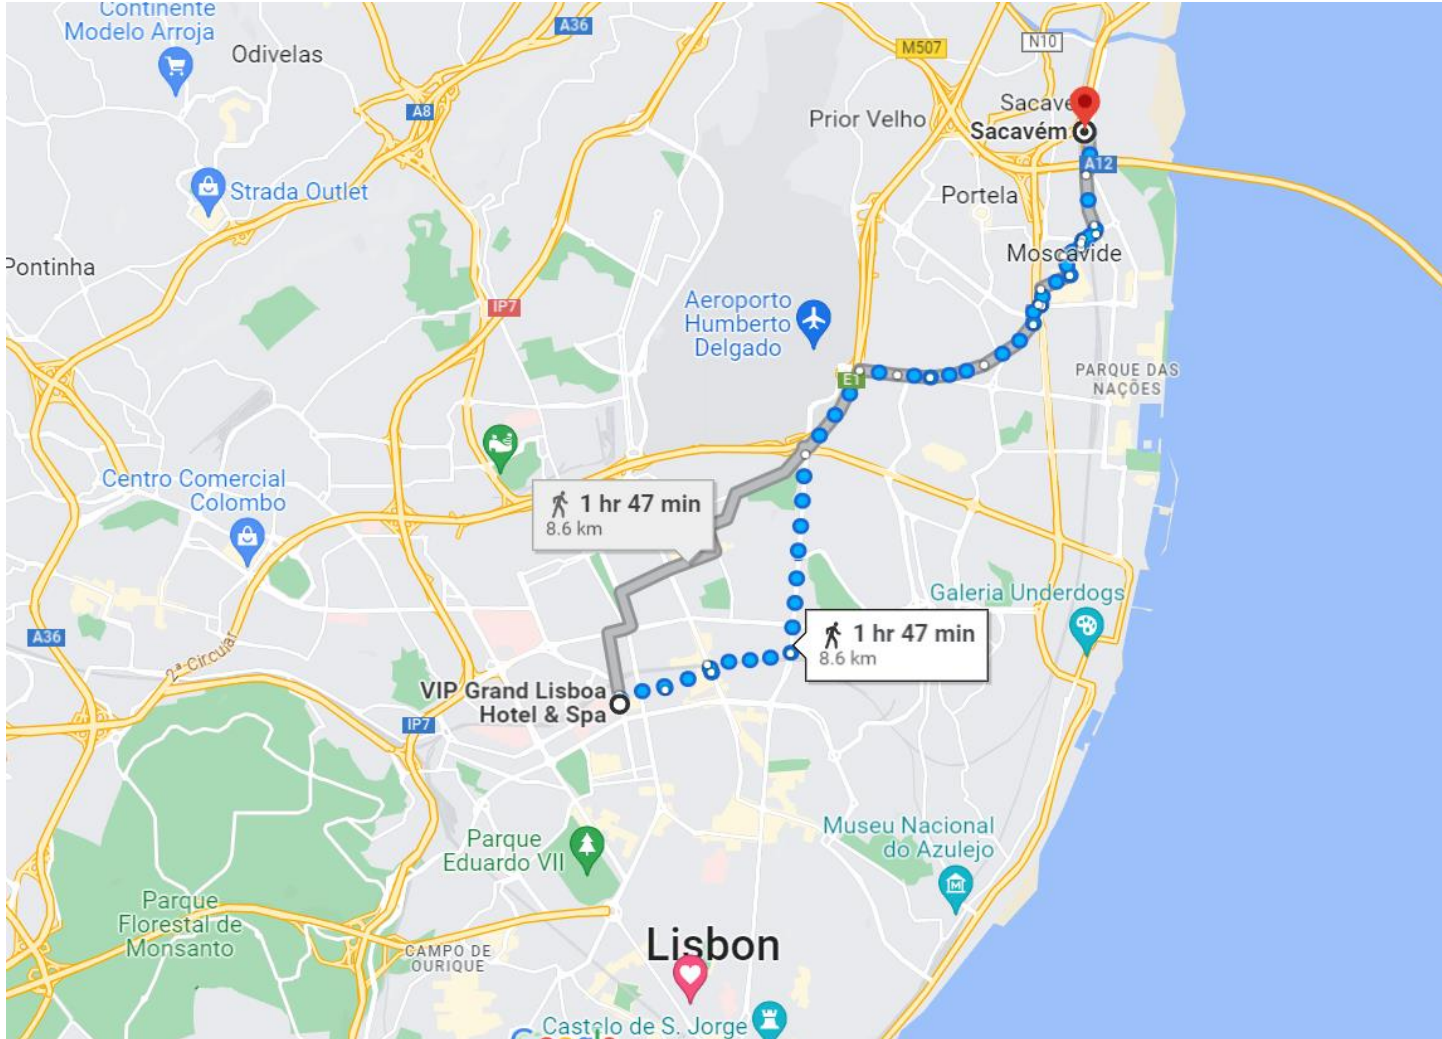 Continente
Modelo Arroja
Odivelas
A36
M507
N10
A8
Prior Velho
Sacavém
A12
Strada Outlet
Portela
Pontinha
Moscavide
IP7
Aeroporto
Humberto
Delgado
E1
PARQUE DAS
NAÇÕES
Centro Comercial
Colombo
1 hr 47 min
8.6 km
Galeria Underdogs
A36
2ª Circular
1 hr 47 min
8.6 km
VIP Grand Lisboa
Hotel & Spa
IP7
Parque
Eduardo VII
Museu Nacional
do Azulejo
Parque
Florestal de
Monsanto
CAMPO DE
OURIQUE
Lisbon
Castelo de S. Jorge